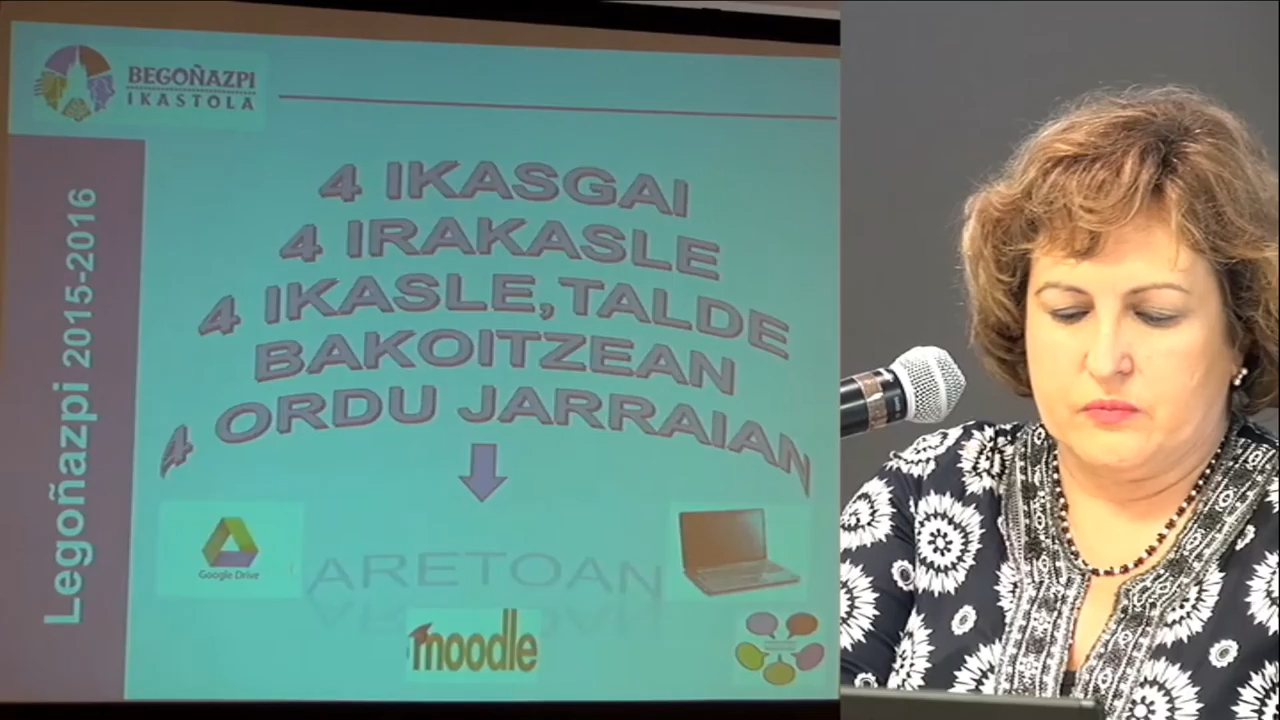 BEGOÑAZPI
IKASTOLA
Legoñazpi 2015-2016
4 IKASGAI
4 IRAKASLE
4 IKASLE, TALDE
BAKOITZEAN
4 ORDU JARRAIAN
Google Drive
ARETOAN
moodle